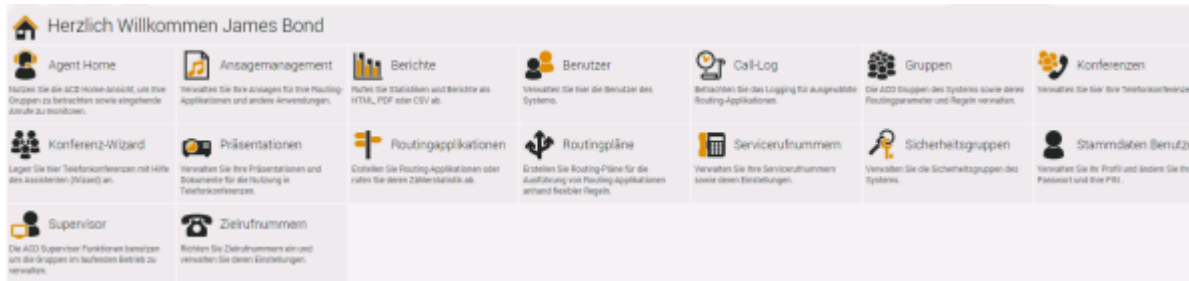 Herzlich Willkommen James Bond
Agent Home
Nutzen Sie die ACD Home-Ansicht, um Ihre
Gruppen zu betrachten sowie eingehende
Anrufe zu monitoren.
Ansagemanagement
Verwalten Sie Ihre Ansagen für Ihre Routing-
Applikationen und andere Anwendungen.
Berichte
Rufen Sie Statistiken und Berichte als
HTML, PDF oder CSV ab.
Benutzer
Verwalten Sie hier die Benutzer des
Systems.
Call-Log
Betrachten Sie das Logging für ausgewählte
Routing-Applikationen.
Gruppen
Die ACD Gruppen des Systems sowie deren
Routingparameter und Regeln verwalten.
Konferenzen
Verwalten Sie hier Ihre Telefonkonferenze
Konferenz-Wizard
Legen Sie hier Telefonkonferenzen mit Hilfe
des Assistenten (Wizard) an.
Präsentationen
Verwalten Sie Ihre Präsentationen und
Dokumente für die Nutzung in
Telefonkonferenzen.
Routingapplikationen
Erstellen Sie Routing-Applikationen oder
rufen Sie deren Zählerstatistik ab.
Routingpläne
Erstellen Sie Routing-Pläne für die
Ausführung von Routing-Applikationen
anhand flexibler Regeln.
Servicerufnummern
Verwalten Sie Ihre Servicerufnummern
sowie deren Einstellungen.
Sicherheitsgruppen
Verwalten Sie die Sicherheitsgruppen des
Systems.
Stammdaten Benutze
Verwalten Sie Ihr Profil und ändern Sie Ihr
Passwort und Ihre PIN .
Supervisor
Die ACD Supervisor Funktionen benutzen
um die Gruppen im laufenden Betrieb zu
verwalten.
Zielrufnummern
Richten Sie Zielrufnummern ein und
verwalten Sie deren Einstellungen.